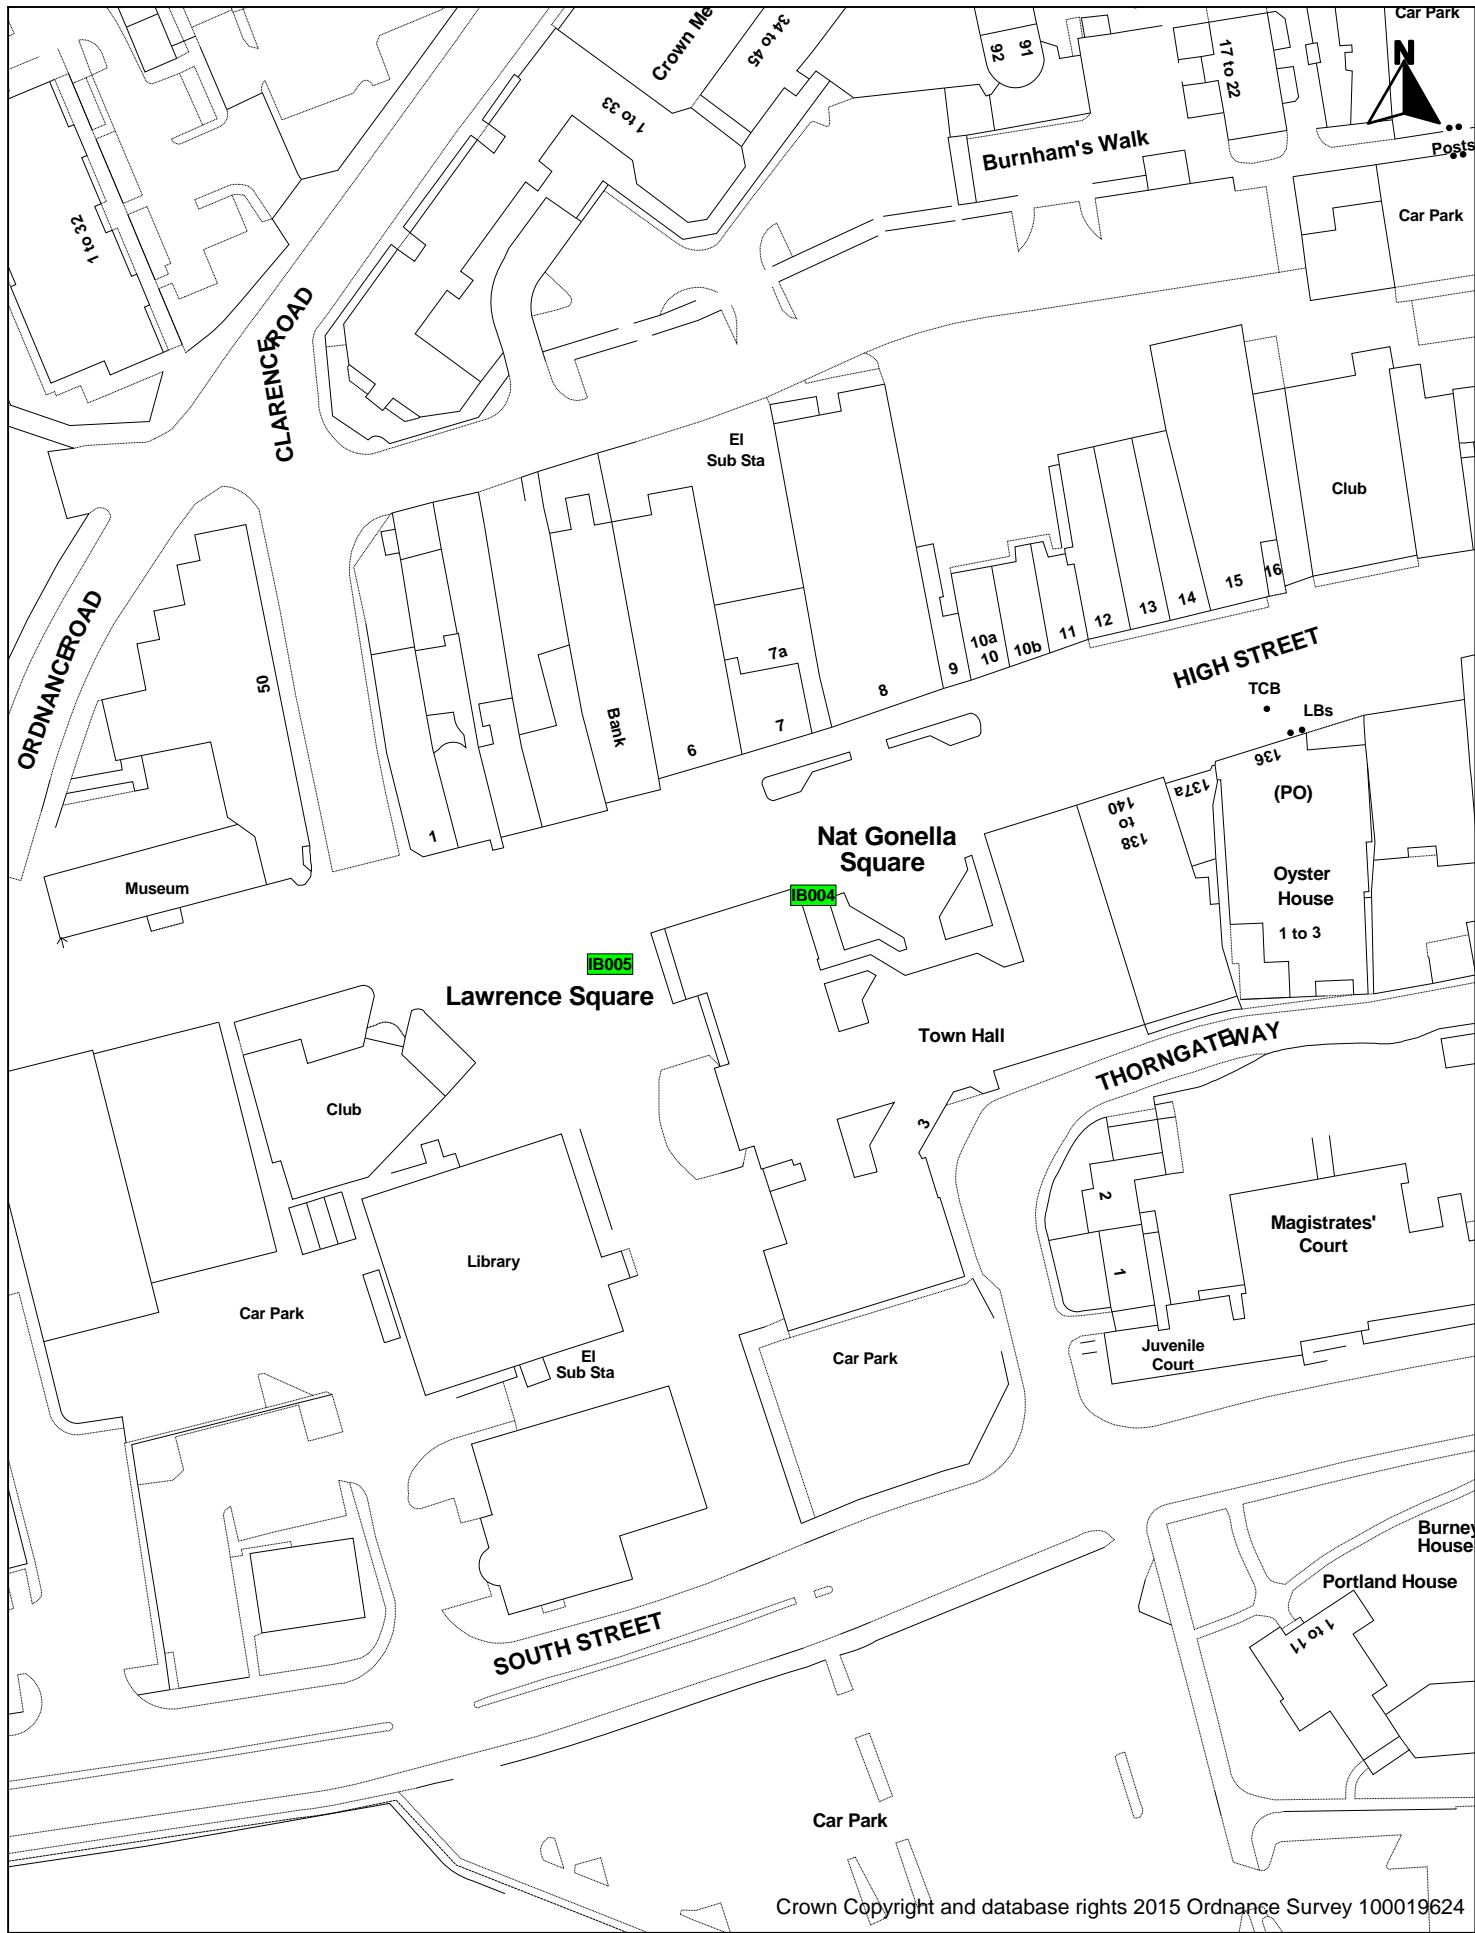 Car Park
N
Posts
Car Park
Crown Me
34 to 45
1 to 33
92
91
17 to 22
Burnham's Walk
1 to 32
CLARENCE ROAD
El
Sub Sta
Club
ORDNANCE ROAD
50
Bank
1
6
7a
7
8
9
10a
10
10b
11
12
13
14
15
16
HIGH STREET
TCB
LBs
136
(PO)
137a
138
to
140
Nat Gonella
Square
Museum
IB004
Oyster
House
1 to 3
IB005
Lawrence Square
Town Hall
THORNGATE WAY
Club
3
2
1
Magistrates'
Court
Library
Car Park
El
Sub Sta
Car Park
Juvenile
Court
Burney
House
Portland House
1 to 11
SOUTH STREET
Car Park
Crown Copyright and database rights 2015 Ordnance Survey 100019624